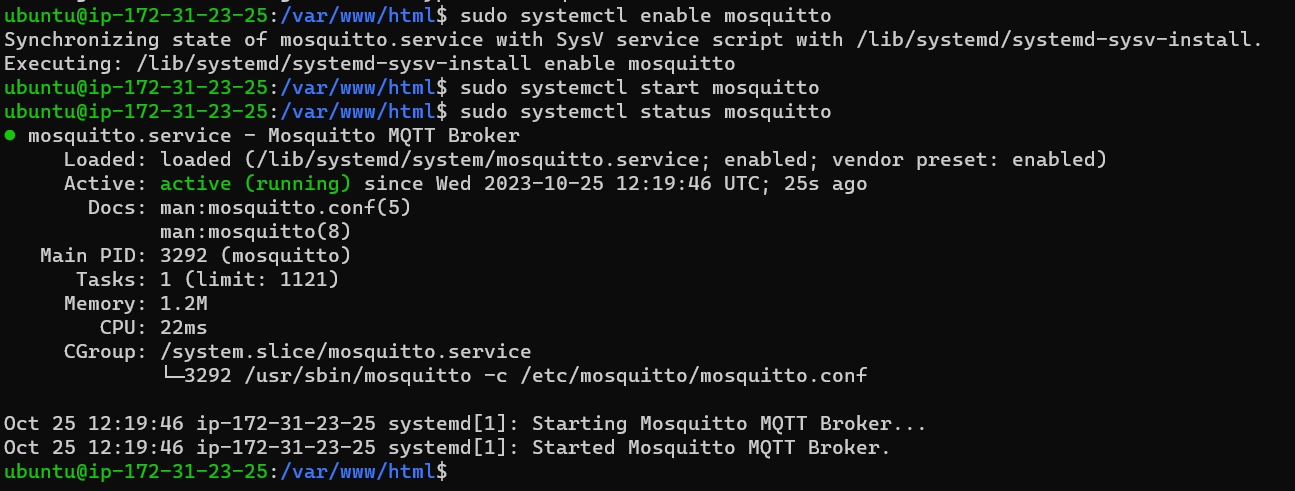 ubuntu@ip-172-31-23-25:/var/www/html$ sudo systemctl enable mosquitto
Synchronizing state of mosquitto.service with SysV service script with /lib/systemd/systemd-sysv-install.
Executing: /lib/systemd/systemd-sysv-install enable mosquitto
ubuntu@ip-172-31-23-25:/var/www/html$ sudo systemctl start mosquitto
ubuntu@ip-172-31-23-25:/var/www/html$ sudo systemctl status mosquitto
● mosquitto.service - Mosquitto MQTT Broker
     Loaded: loaded (/lib/systemd/system/mosquitto.service; enabled; vendor preset: enabled)
     Active: active (running) since Wed 2023-10-25 12:19:46 UTC; 25s ago
       Docs: man:mosquitto.conf(5)
             man:mosquitto(8)
   Main PID: 3292 (mosquitto)
      Tasks: 1 (limit: 1121)
     Memory: 1.2M
        CPU: 22ms
     CGroup: /system.slice/mosquitto.service
             └─3292 /usr/sbin/mosquitto -c /etc/mosquitto/mosquitto.conf

Oct 25 12:19:46 ip-172-31-23-25 systemd[1]: Starting Mosquitto MQTT Broker...
Oct 25 12:19:46 ip-172-31-23-25 systemd[1]: Started Mosquitto MQTT Broker.
ubuntu@ip-172-31-23-25:/var/www/html$